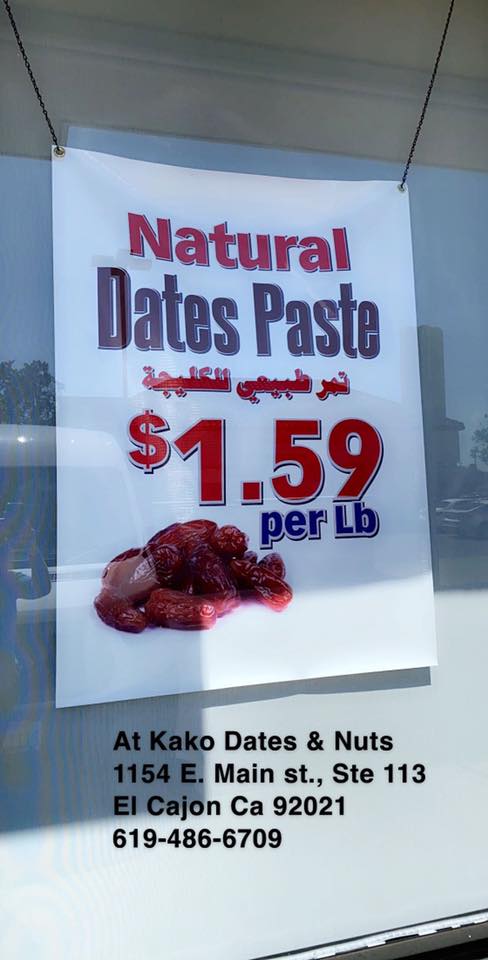 Natural
Dates Paste
تمر طبيعي للكليجة
$1.59
per Lb
At Kako Dates & Nuts
1154 E. Main st., Ste 113
El Cajon Ca 92021
619-486-6709